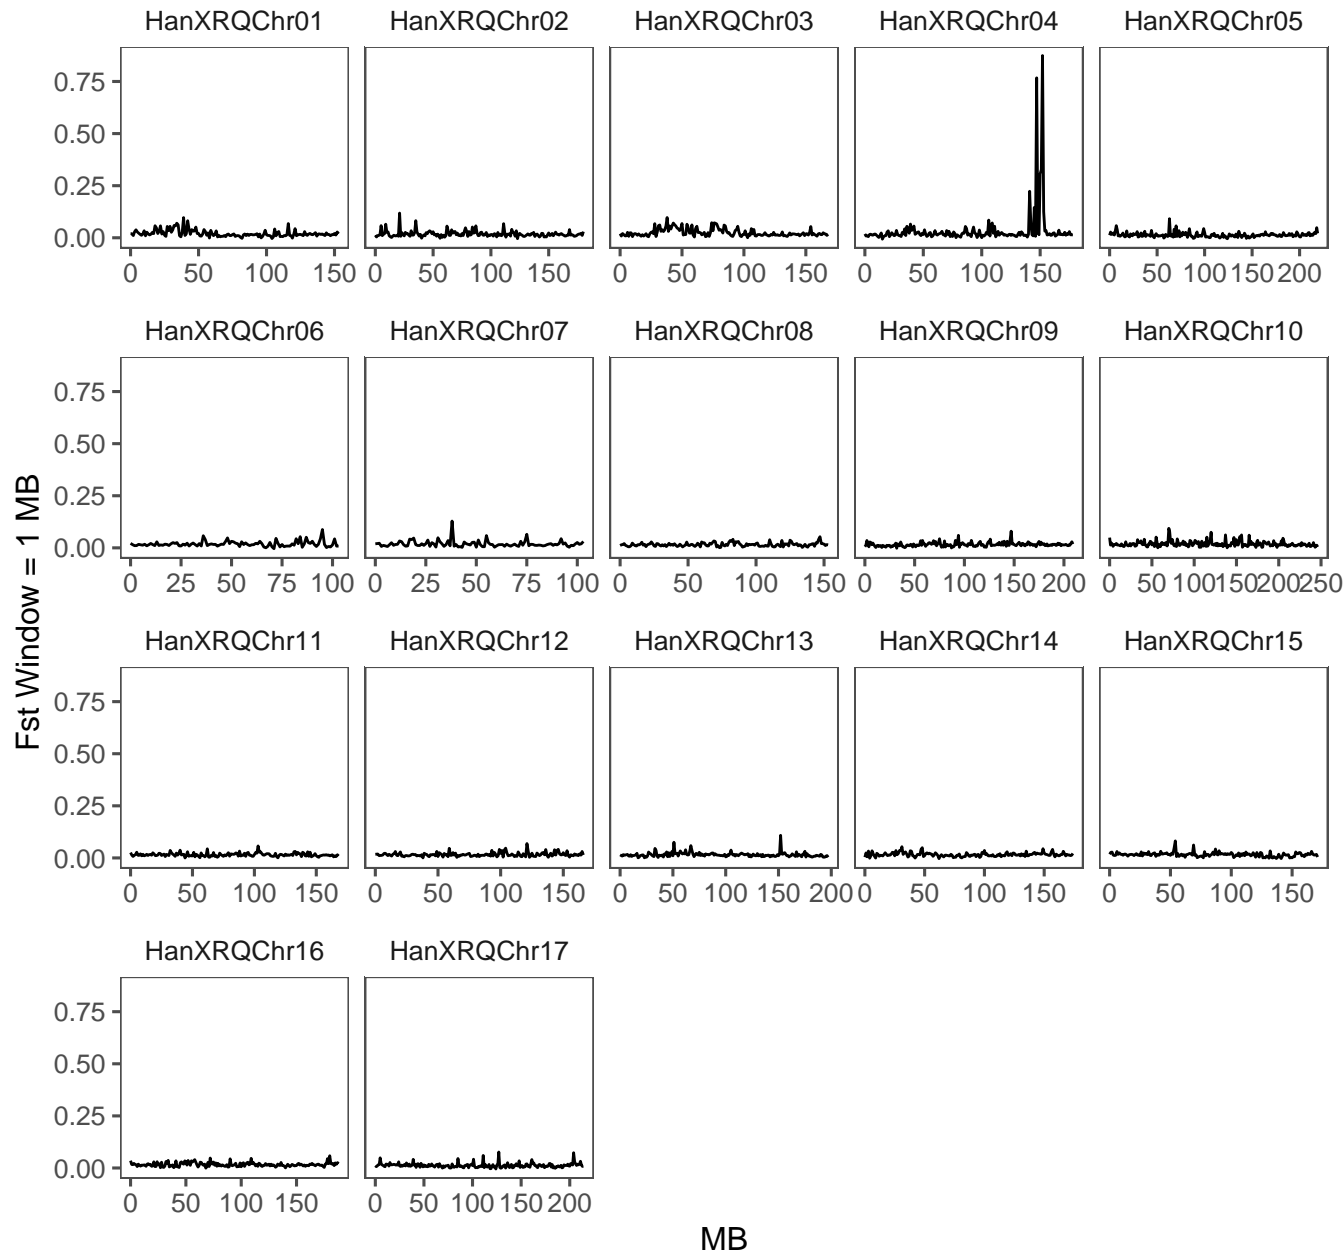 HanXRQChr01 HanXRQChr02 HanXRQChr03 HanXRQChr04 HanXRQChr05
0.75
0.50
0.25
0.00
0 50 100 150 0 50 100 150 0 50 100 150 0 50 100 150 0 50 100 150 200
HanXRQChr06 HanXRQChr07 HanXRQChr08 HanXRQChr09 HanXRQChr10
0.75
0.50
0.25
0.00
0 25 50 75 100 0 25 50 75 100 0 50 100 150 0 50 100 150 200 0 50 100 150 200 250
Fst Window = 1 MB
HanXRQChr11 HanXRQChr12 HanXRQChr13 HanXRQChr14 HanXRQChr15
0.75
0.50
0.25
0.00
0 50 100 150 0 50 100 150 0 50 100 150 200 0 50 100 150 0 50 100 150
HanXRQChr16 HanXRQChr17
0.75
0.50
0.25
0.00
0 50 100 150 0 50 100 150 200
MB